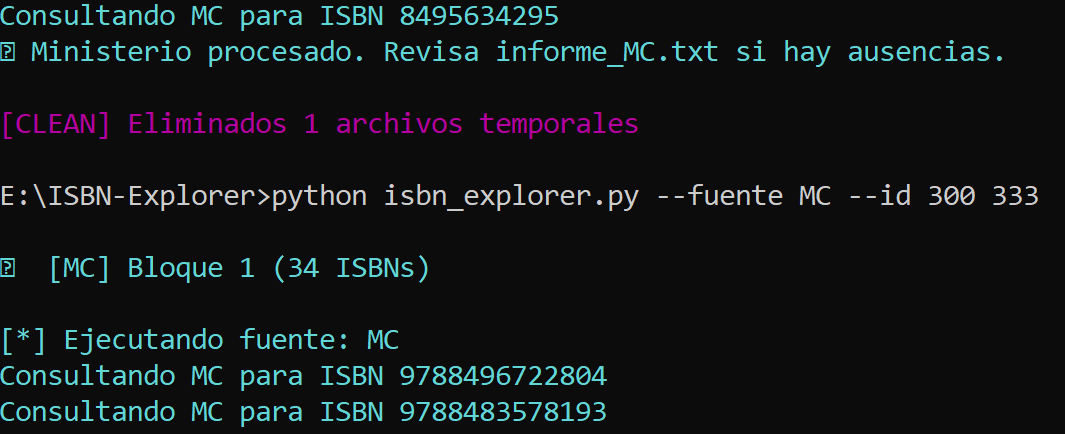 Consultando MC para ISBN 8495634295
⍰ Ministerio procesado. Revisa informe_MC.txt si hay ausencias.
[CLEAN] Eliminados 1 archivos temporales
E:\ISBN-Explorer>python isbn_explorer.py --fuente MC --id 300 333
⍰ [MC] Bloque 1 (34 ISBNs)
[*] Ejecutando fuente: MC
Consultando MC para ISBN 9788496722804
Consultando MC para ISBN 9788483578193